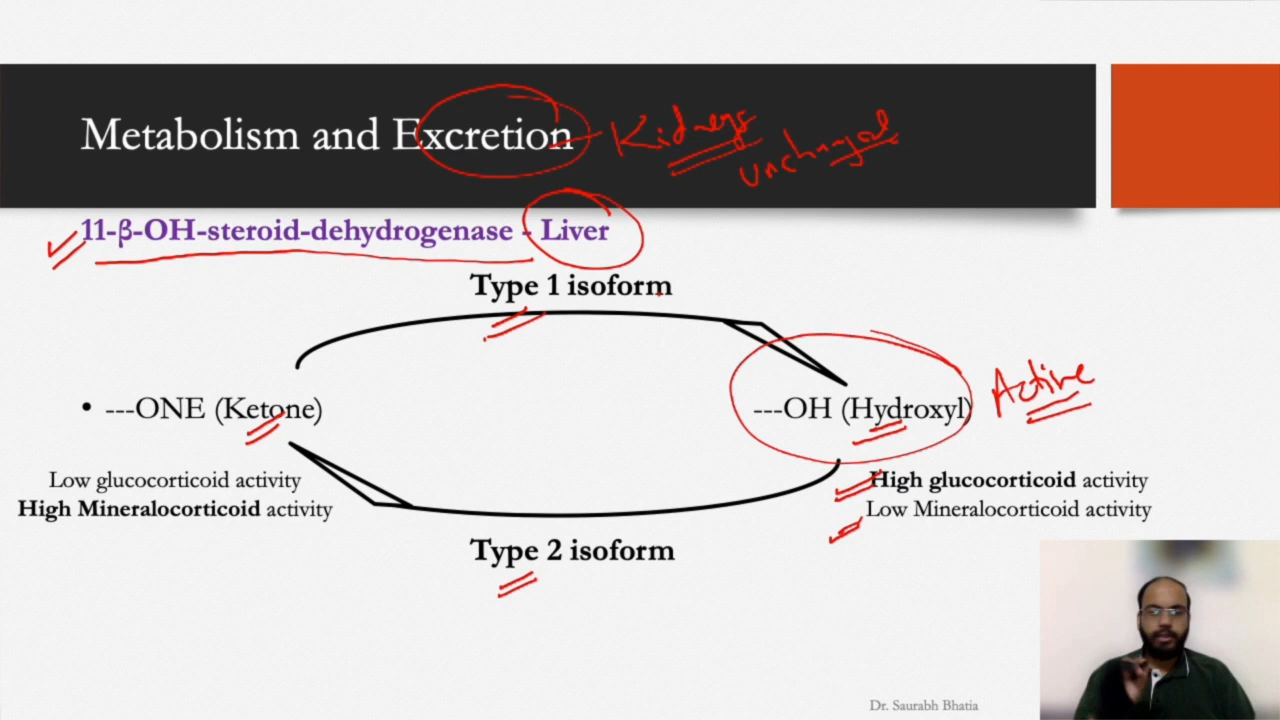 Metabolism and Excretion
Kidneys
unchanged
11-β-OH-steroid-dehydrogenase - Liver
Type 1 isoform
• ---ONE (Ketone)
---OH (Hydroxyl)
Active
Low glucocorticoid activity
High Mineralocorticoid activity
High glucocorticoid activity
Low Mineralocorticoid activity
Type 2 isoform
Dr. Saurabh Bhatia